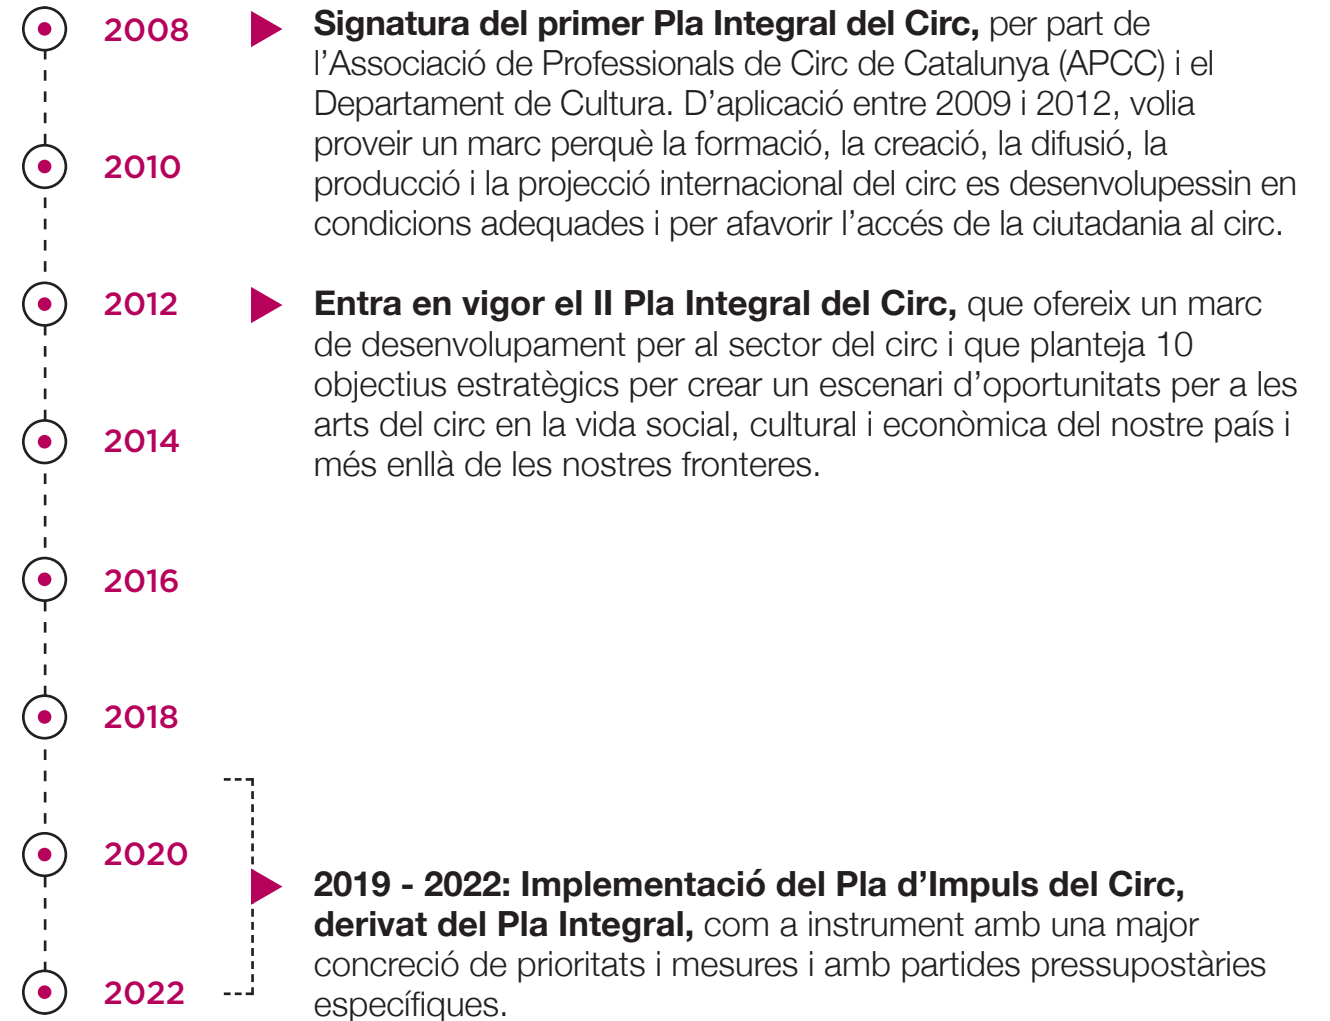 2008
Signatura del primer Pla Integral del Circ, per part de
l’Associació de Professionals de Circ de Catalunya (APCC) i el
Departament de Cultura. D’aplicació entre 2009 i 2012, volia
proveir un marc perquè la formació, la creació, la difusió, la
producció i la projecció internacional del circ es desenvolupessin en
condicions adequades i per afavorir l’accés de la ciutadania al circ.
2010
2012
Entra en vigor el II Pla Integral del Circ, que ofereix un marc
de desenvolupament per al sector del circ i que planteja 10
objectius estratègics per crear un escenari d’oportunitats per a les
arts del circ en la vida social, cultural i econòmica del nostre país i
més enllà de les nostres fronteres.
2014
2016
2018
2020
2019 - 2022: Implementació del Pla d’Impuls del Circ,
derivat del Pla Integral, com a instrument amb una major
concreció de prioritats i mesures i amb partides pressupostàries
específiques.
2022